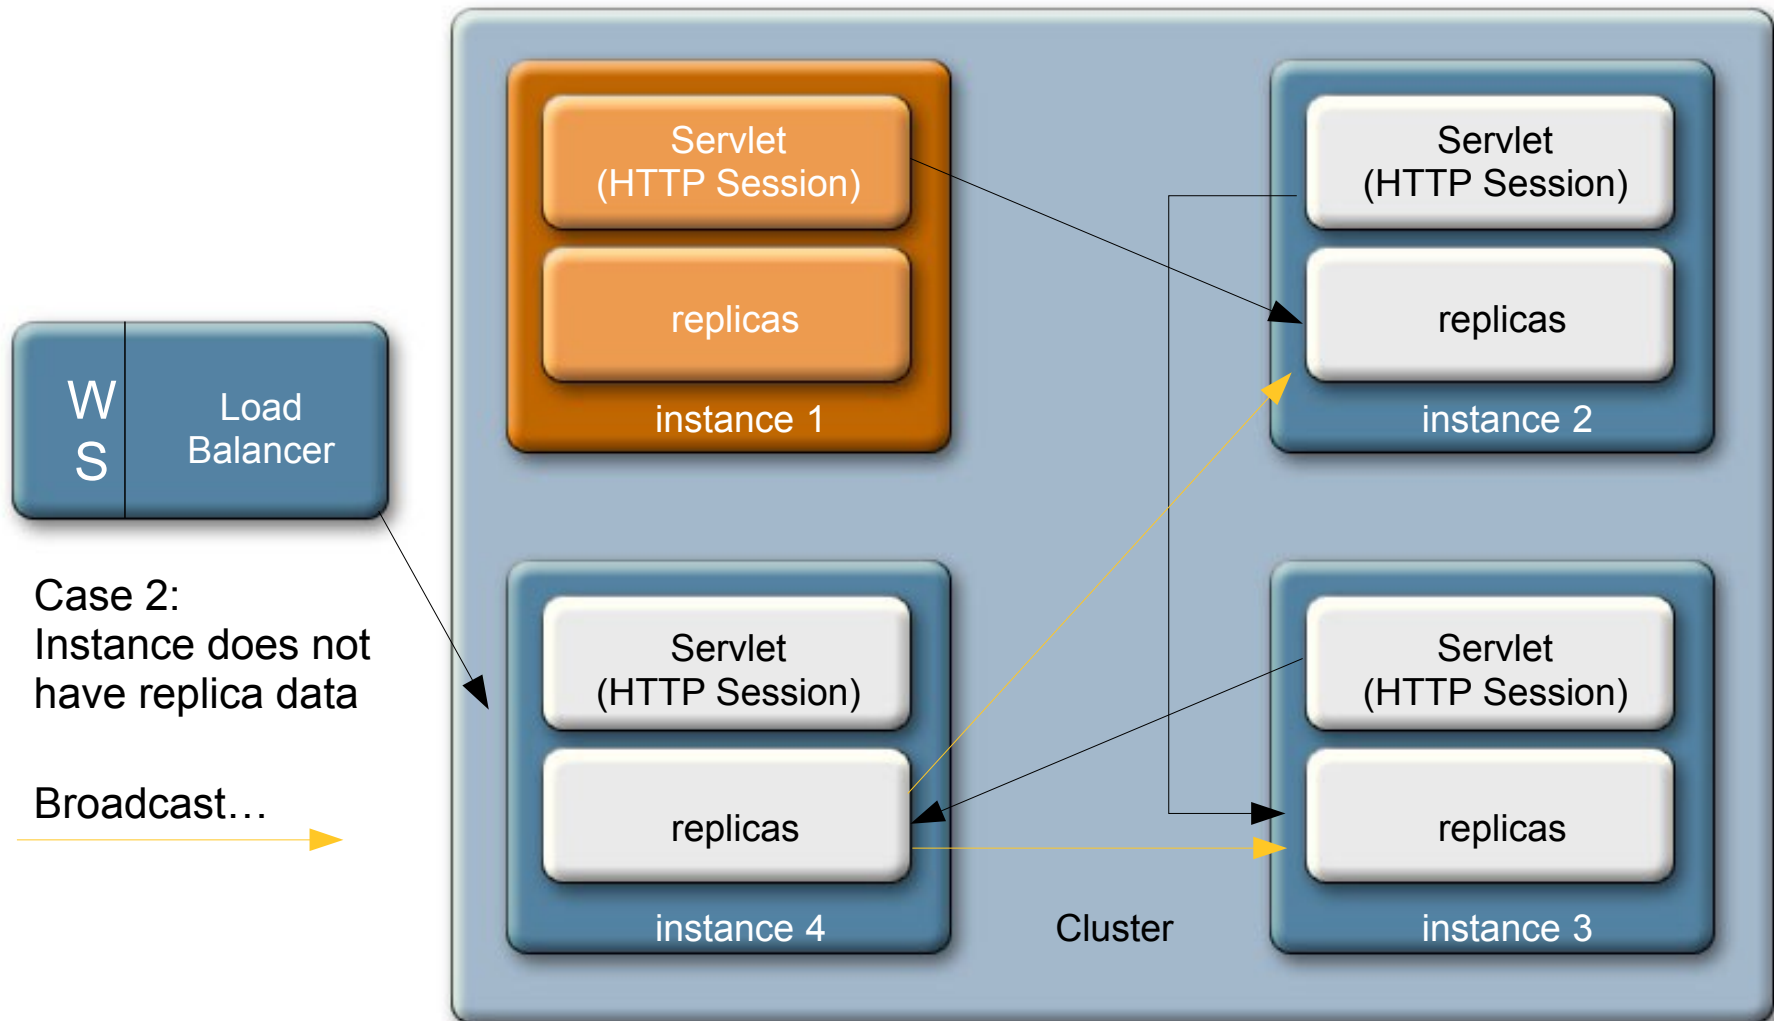 Servlet
(HTTP Session)
replicas
instance 1
Servlet
(HTTP Session)
replicas
instance 2
W
S
Load
Balancer
Case 2:
Instance does not
have replica data
Broadcast…
Servlet
(HTTP Session)
replicas
instance 4
Cluster
Servlet
(HTTP Session)
replicas
instance 3